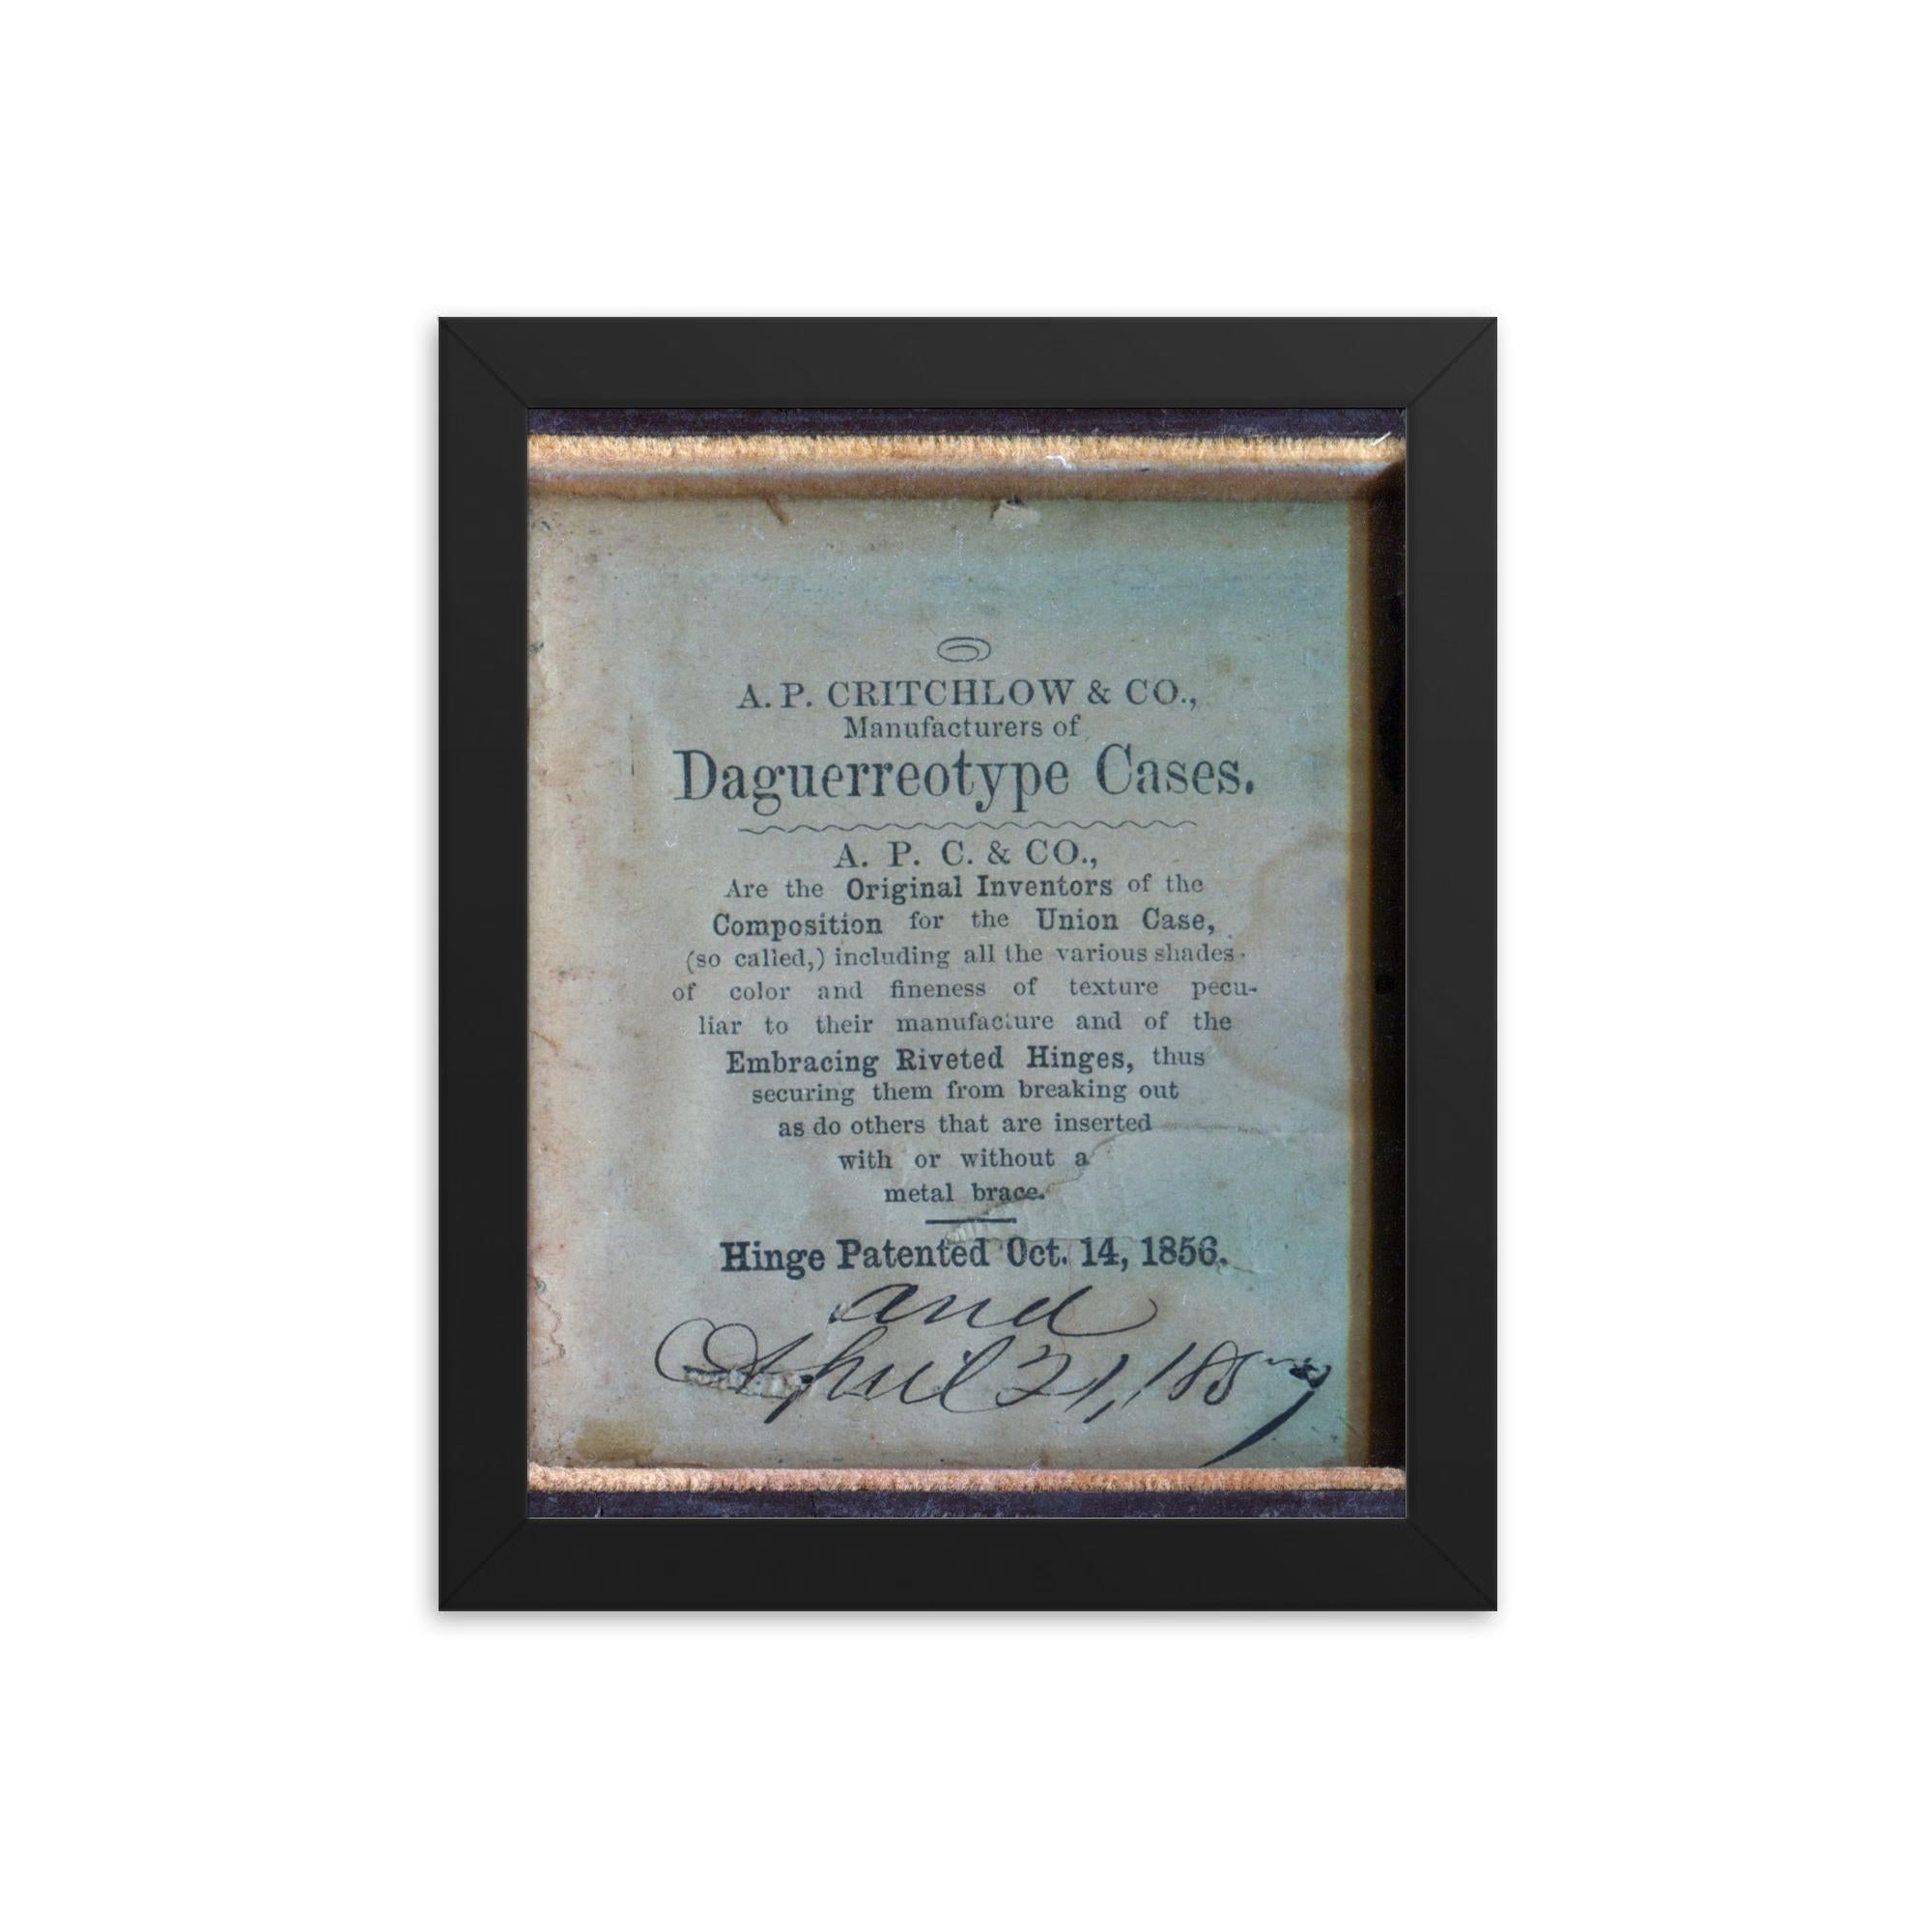 A. P. CRITCHLOW & CO.,
Manufacturers of
Daguerreotype Cases.
A. P. C. & CO.,
Are the Original Inventors of the
Composition for the Union Case,
(so called,) including all the various shades
of color and fineness of texture pecu-
liar to their manufacture and of the
Embracing Riveted Hinges, thus
securing them from breaking out
as do others that are inserted
with or without a
metal brace.
Hinge Patented Oct. 14, 1856.
and
April 21, 1857